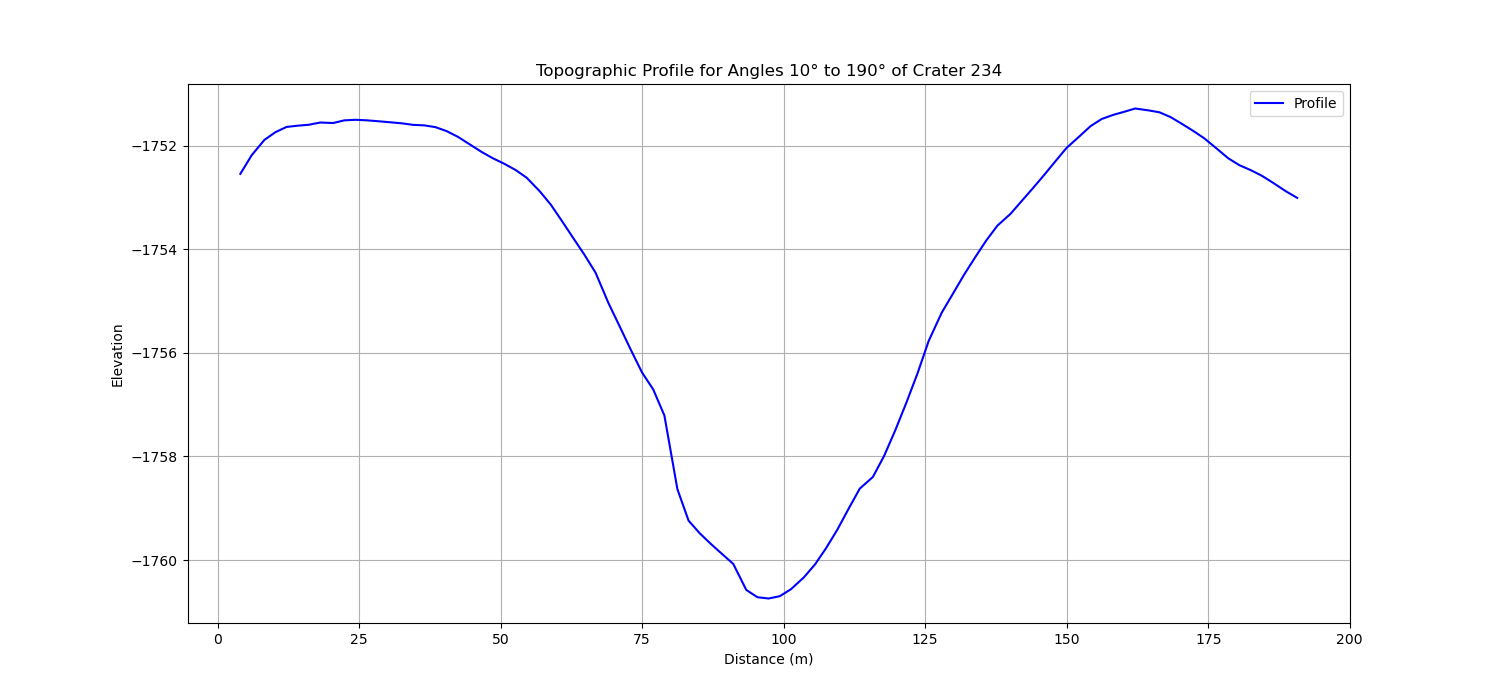 Topographic Profile for Angles 10° to 190° of Crater 234
Profile
−1752
−1754
−1756
−1758
−1760
Elevation
0 25 50 75 100 125 150 175 200
Distance (m)